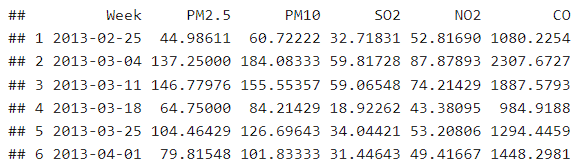 ##         Week     PM2.5      PM10      SO2      NO2        CO
## 1 2013-02-25  44.98611  60.72222 32.71831 52.81690 1080.2254
## 2 2013-03-04 137.25000 184.08333 59.81728 87.87893 2307.6727
## 3 2013-03-11 146.77976 155.55357 59.06548 74.21429 1887.5793
## 4 2013-03-18  64.75000  84.21429 18.92262 43.38095  984.9188
## 5 2013-03-25 104.46429 126.69643 34.04421 53.20806 1294.4459
## 6 2013-04-01  79.81548 101.83333 31.44643 49.41667 1448.2981